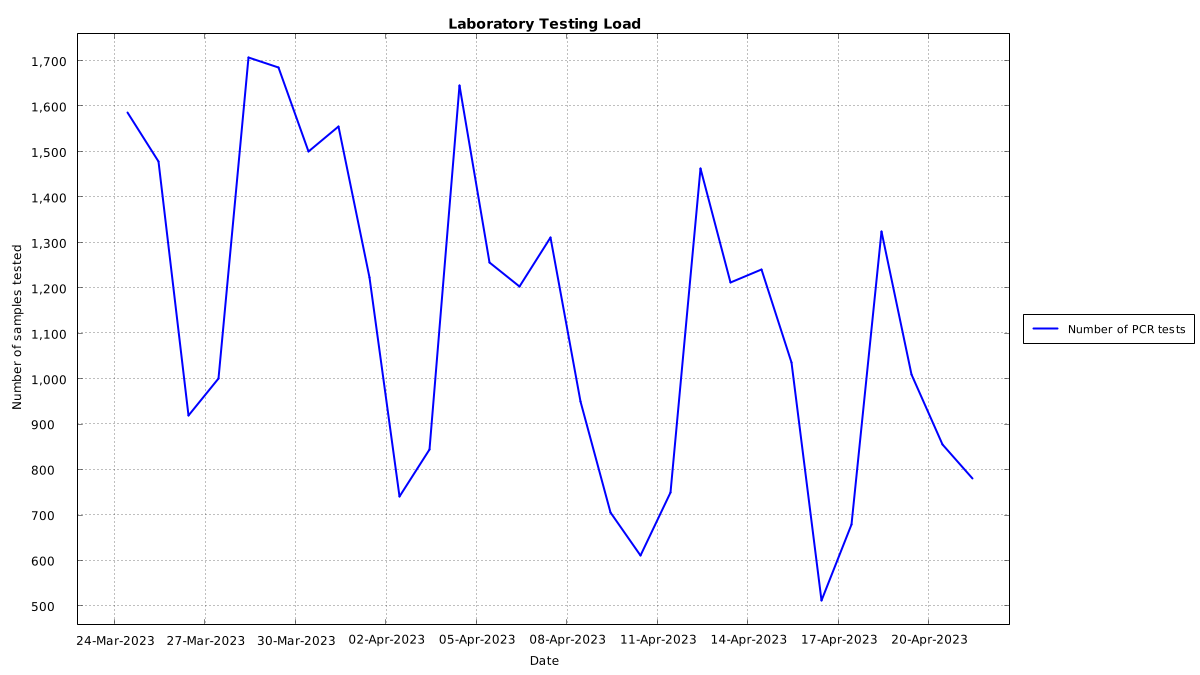 Laboratory Testing Load
Number of samples tested
1,700
1,600
1,500
1,400
1,300
1,200
1,100
1,000
900
800
700
600
500
24-Mar-2023 27-Mar-2023 30-Mar-2023 02-Apr-2023 05-Apr-2023 08-Apr-2023 11-Apr-2023 14-Apr-2023 17-Apr-2023 20-Apr-2023
Date
Number of PCR tests